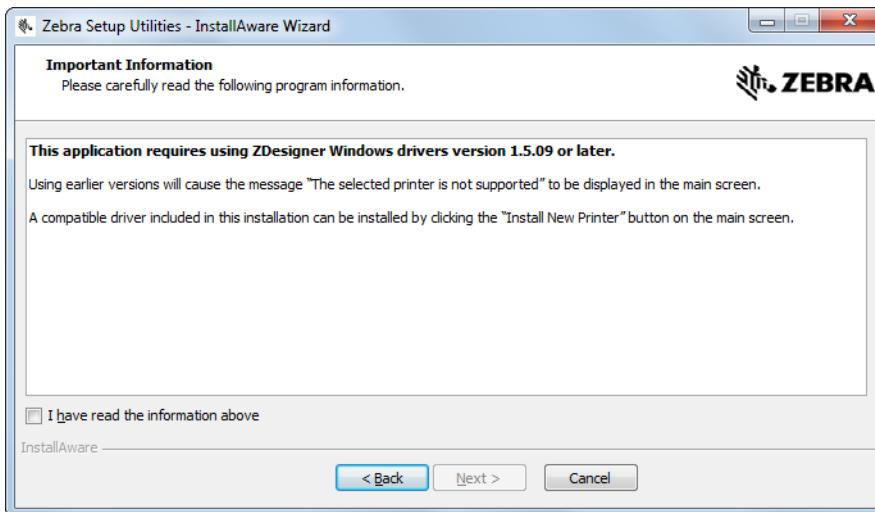 Zebra Setup Utilities - InstallAware Wizard
Important Information
Please carefully read the following program information.
ZEBRA
This application requires using ZDesigner Windows drivers version 1.5.09 or later.
Using earlier versions will cause the message “The selected printer is not supported” to be displayed in the main screen.
A compatible driver included in this installation can be installed by clicking the “Install New Printer” button on the main screen.
I have read the information above
InstallAware
< Back Next > Cancel